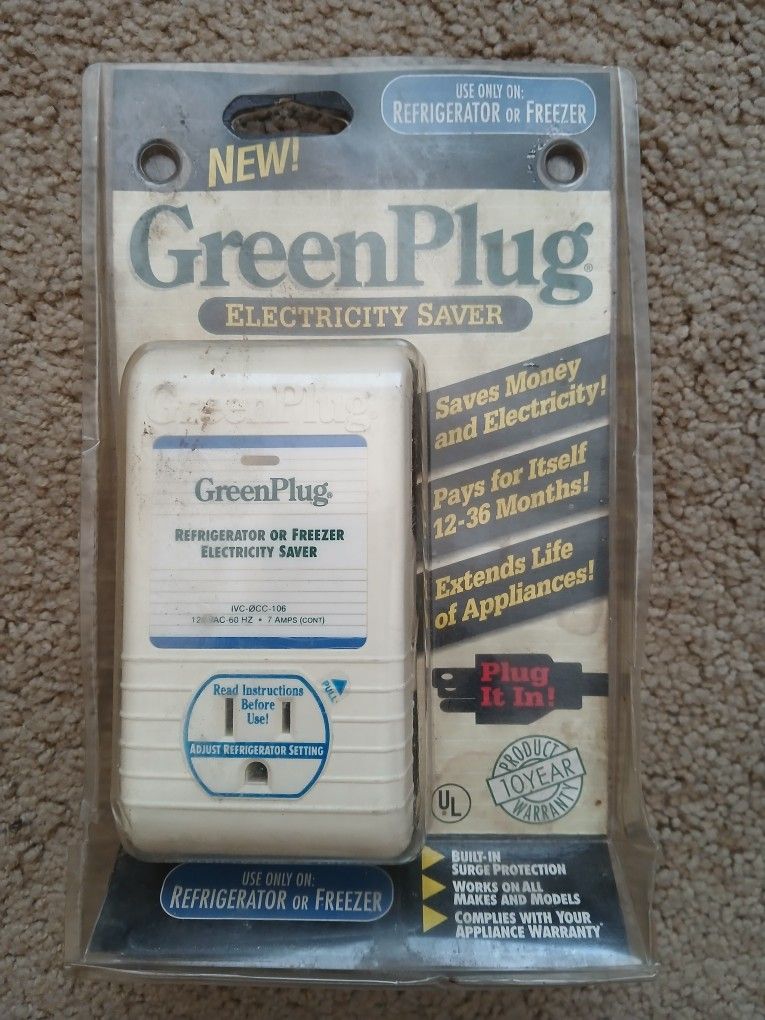 USE ONLY ON:
REFRIGERATOR OR FREEZER
NEW!
GreenPlug®
ELECTRICITY SAVER
GreenPlug
Saves Money
and Electricity!
Pays for Itself
12-36 Months!
Extends Life
of Appliances!
GreenPlug®
REFRIGERATOR OR FREEZER
ELECTRICITY SAVER
IVC-ØCC-106
60 HZ • 7 AMPS (CONT)
Plug
It In!
PULL
Read Instructions
Before
Use!
ADJUST REFRIGERATOR SETTING
PRODUCT
10 YEAR
WARRANTY
UL
USE ONLY ON:
REFRIGERATOR OR FREEZER
BUILT-IN
SURGE PROTECTION
WORKS ON ALL
MAKES AND MODELS
COMPLIES WITH YOUR
APPLIANCE WARRANTY